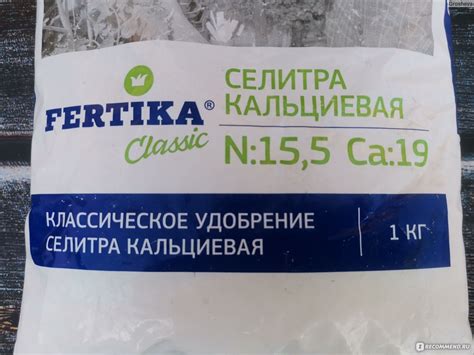 FERTIKA®
Classic
СЕЛИТРА
КАЛЬЦИЕВАЯ
N:15,5 Ca:19
КЛАССИЧЕСКОЕ УДОБРЕНИЕ
СЕЛИТРА КАЛЬЦИЕВАЯ
1 КГ
IRECOMMEND.RU